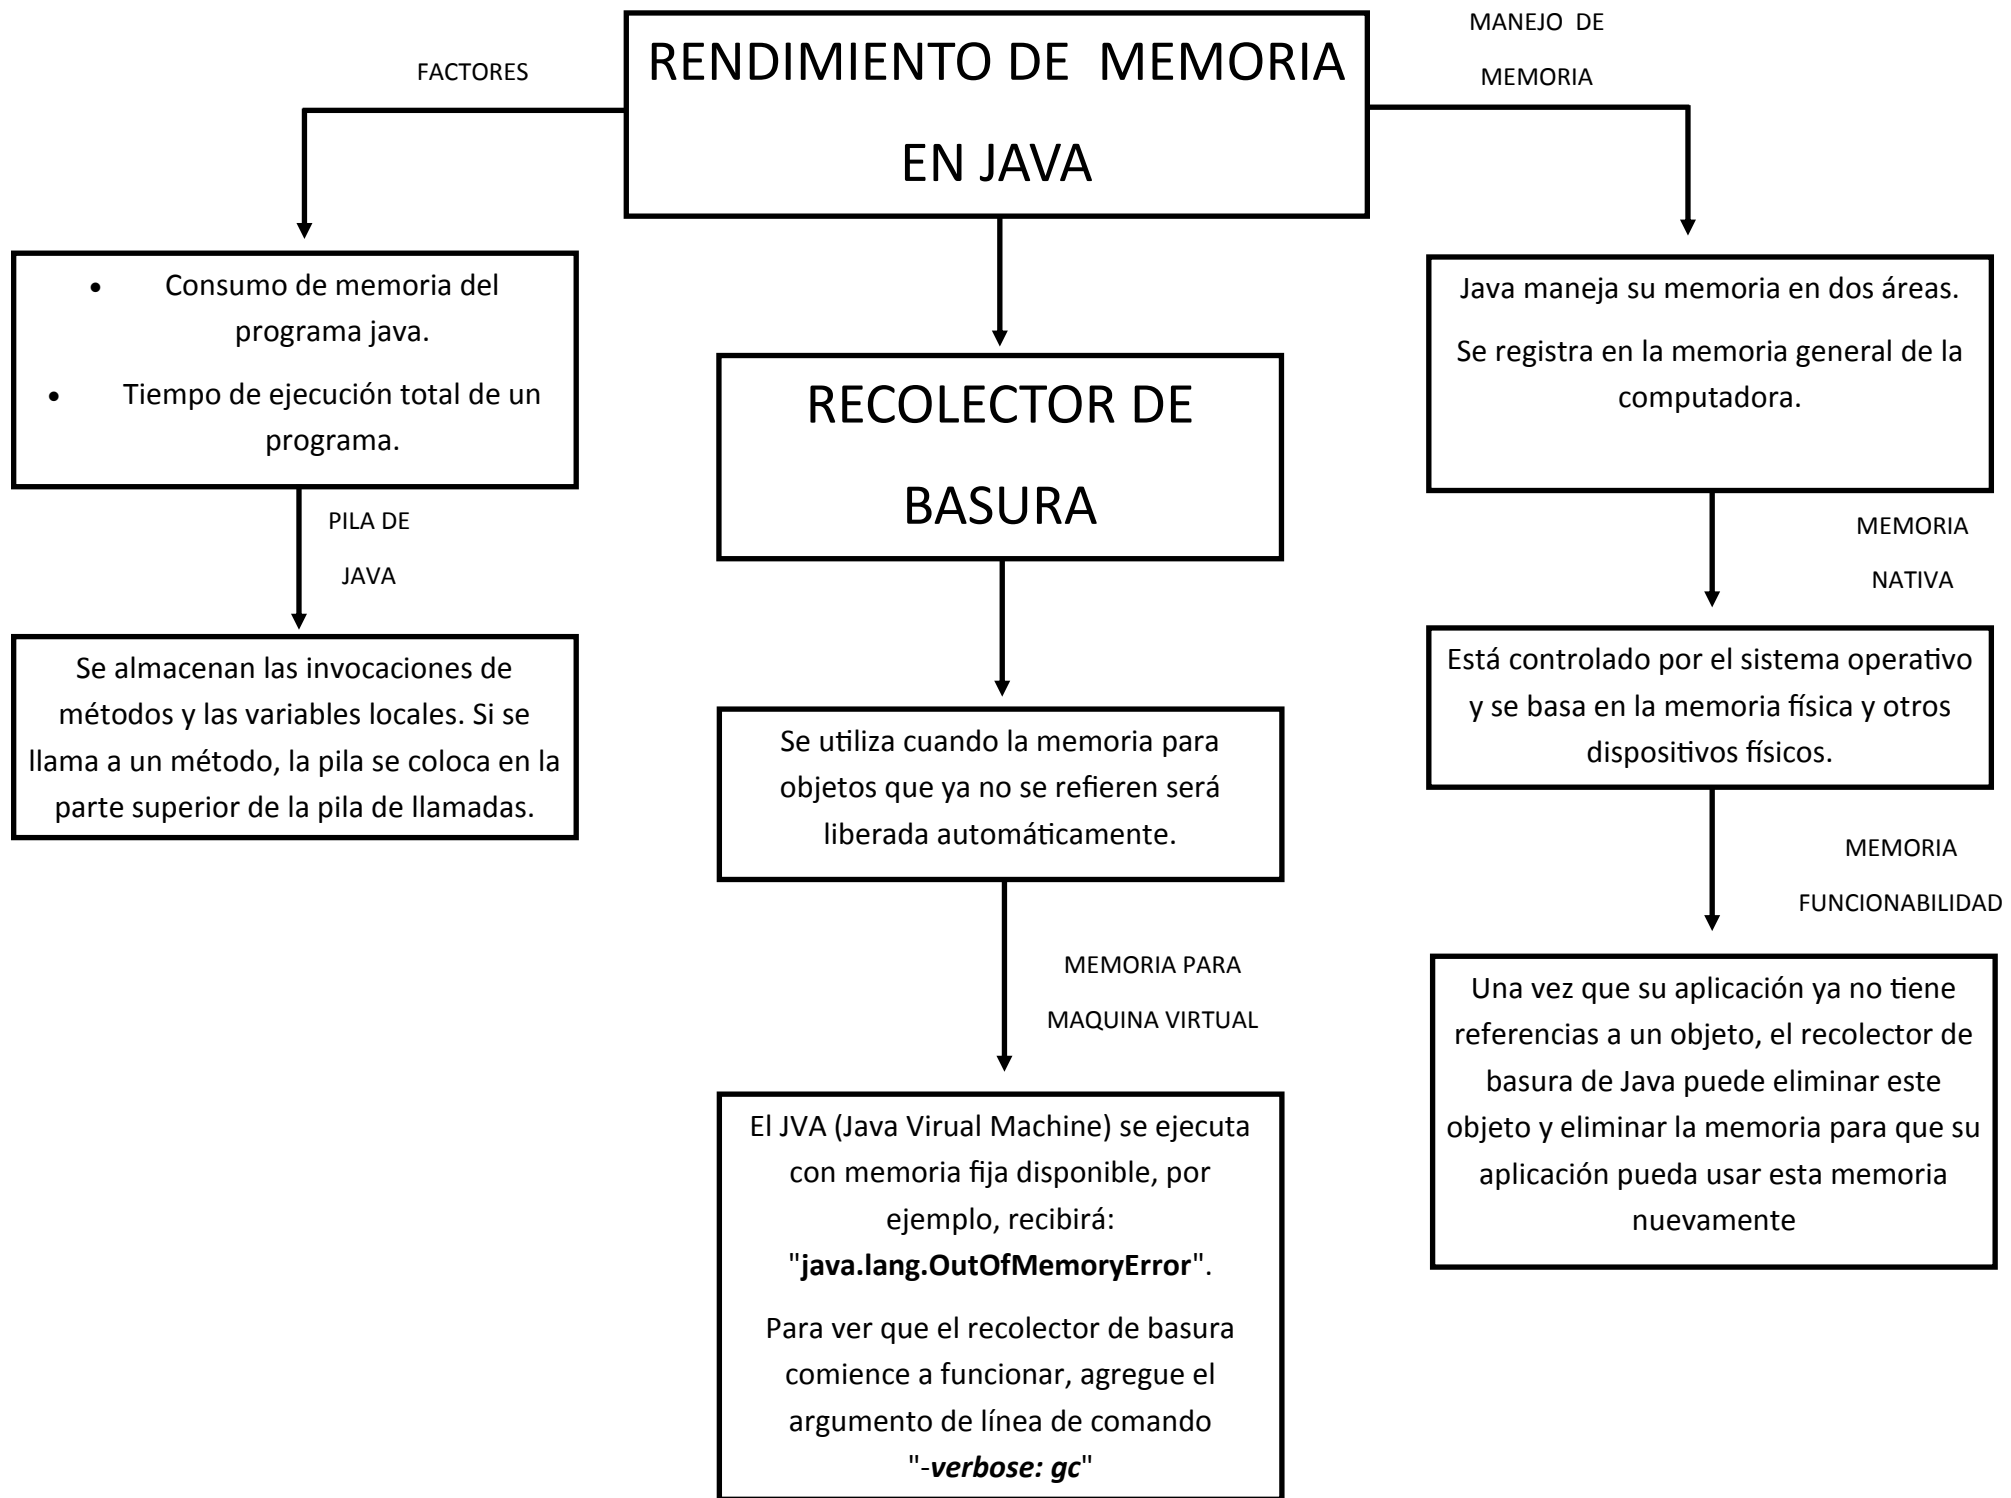 RENDIMIENTO DE MEMORIA
EN JAVA
FACTORES
MANEJO DE
MEMORIA
• Consumo de memoria del
programa java.
• Tiempo de ejecución total de un
programa.
PILA DE
JAVA
Se almacenan las invocaciones de
métodos y las variables locales. Si se
llama a un método, la pila se coloca en la
parte superior de la pila de llamadas.
RECOLECTOR DE
BASURA
Se utiliza cuando la memoria para
objetos que ya no se refieren será
liberada automáticamente.
MEMORIA PARA
MAQUINA VIRTUAL
El JVA (Java Virual Machine) se ejecuta
con memoria fija disponible, por
ejemplo, recibirá:
"java.lang.OutOfMemoryError".
Para ver que el recolector de basura
comience a funcionar, agregue el
argumento de línea de comando
"-verbose: gc"
Java maneja su memoria en dos áreas.
Se registra en la memoria general de la
computadora.
MEMORIA
NATIVA
Está controlado por el sistema operativo
y se basa en la memoria física y otros
dispositivos físicos.
MEMORIA
FUNCIONABILIDAD
Una vez que su aplicación ya no tiene
referencias a un objeto, el recolector de
basura de Java puede eliminar este
objeto y eliminar la memoria para que su
aplicación pueda usar esta memoria
nuevamente